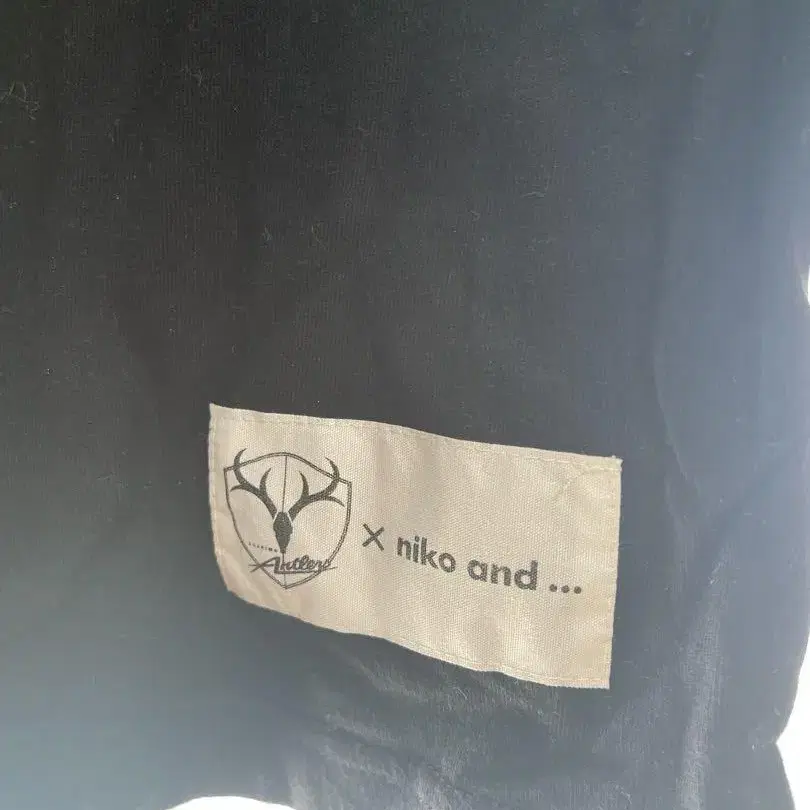 Antlers
× niko and ...